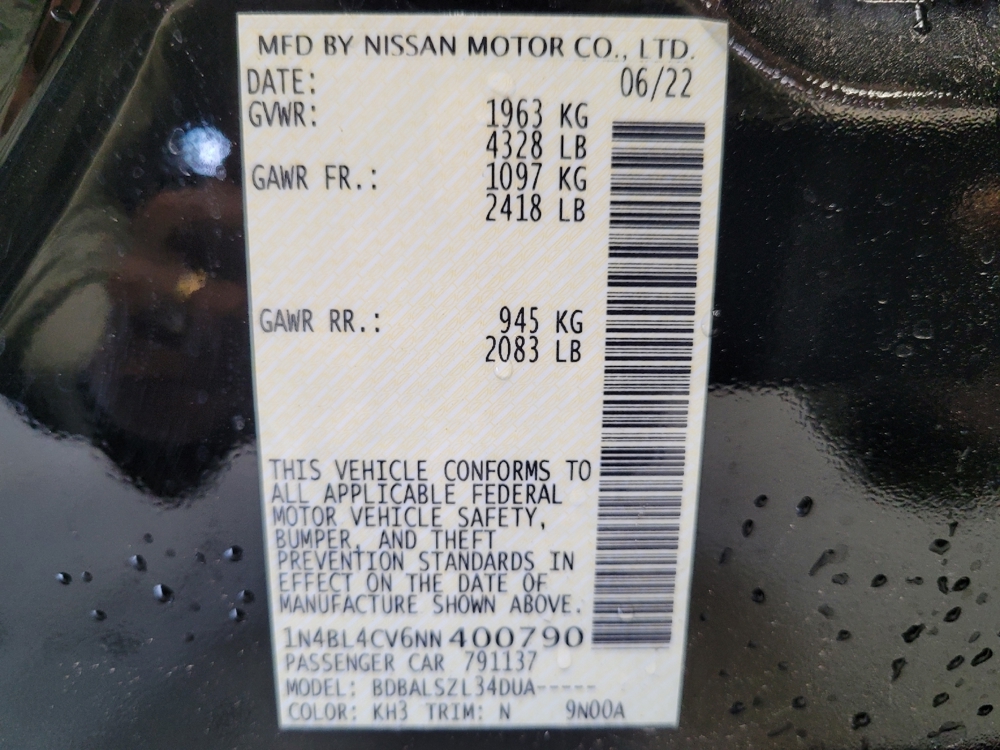 MFD BY NISSAN MOTOR CO., LTD.
DATE: 06/22
GVWR: 1963 KG
4328 LB
GAWR FR.: 1097 KG
2418 LB
GAWR RR.: 945 KG
2083 LB
THIS VEHICLE CONFORMS TO
ALL APPLICABLE FEDERAL
MOTOR VEHICLE SAFETY,
BUMPER, AND THEFT
PREVENTION STANDARDS IN
EFFECT ON THE DATE OF
MANUFACTURE SHOWN ABOVE.
1N4BL4CV6NN400790
PASSENGER CAR 791137
MODEL: BDBALSZL34DUA-----
COLOR: KH3 TRIM: N 9N00A